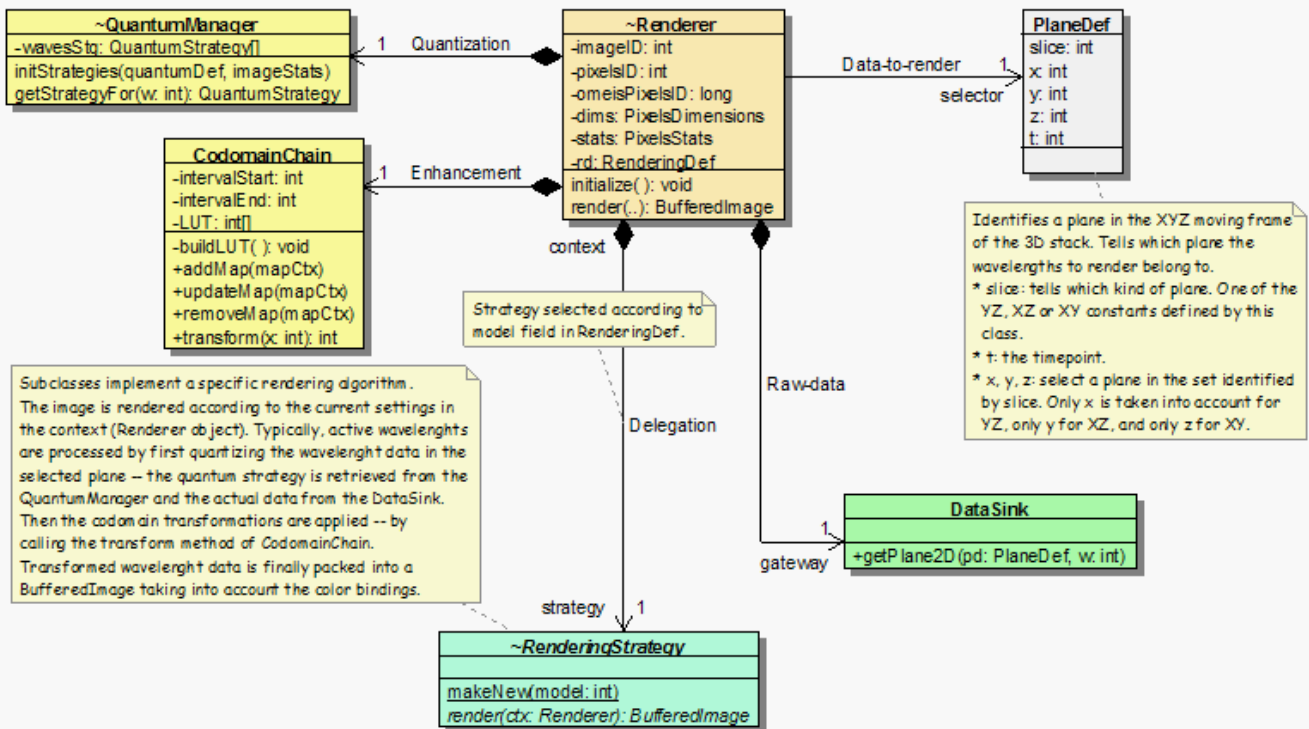 ~QuantumManager
-wavesStg: QuantumStrategy[]
initStrategies(quantumDef, imageStats)
getStrategyFor(w: int): QuantumStrategy
1
Quantization
~Renderer
-imageID: int
-pixelsID: int
-omeisPixelsID: long
-dims: PixelsDimensions
-stats: PixelsStats
-rd: RenderingDef
initialize( ): void
render(..): BufferedImage
Data-to-render
1
selector
PlaneDef
slice: int
x: int
y: int
z: int
t: int
CodomainChain
-intervalStart: int
-intervalEnd: int
-LUT: int[]
-buildLUT( ): void
+addMap(mapCtx)
+updateMap(mapCtx)
+removeMap(mapCtx)
+transform(x: int): int
1
Enhancement
context
Identifies a plane in the XYZ moving frame
of the 3D stack. Tells which plane the
wavelengths to render belong to.
* slice: tells which kind of plane. One of the
YZ, XZ or XY constants defined by this
class.
* t: the timepoint.
* x, y, z: select a plane in the set identified
by slice. Only x is taken into account for
YZ, only y for XZ, and only z for XY.
Strategy selected according to
model field in RenderingDef.
Subclasses implement a specific rendering algorithm.
The image is rendered according to the current settings in
the context (Renderer object). Typically, active wavelenghts
are processed by first quantizing the wavelenght data in the
selected plane -- the quantum strategy is retrieved from the
QuantumManager and the actual data from the DataSink.
Then the codomain transformations are applied -- by
calling the transform method of CodomainChain.
Transformed wavelenght data is finally packed into a
BufferedImage taking into account the color bindings.
Raw-data
Delegation
1
gateway
DataSink
+getPlane2D(pd: PlaneDef, w: int)
strategy
1
~RenderingStrategy
makeNew(model: int)
render(ctx: Renderer): BufferedImage